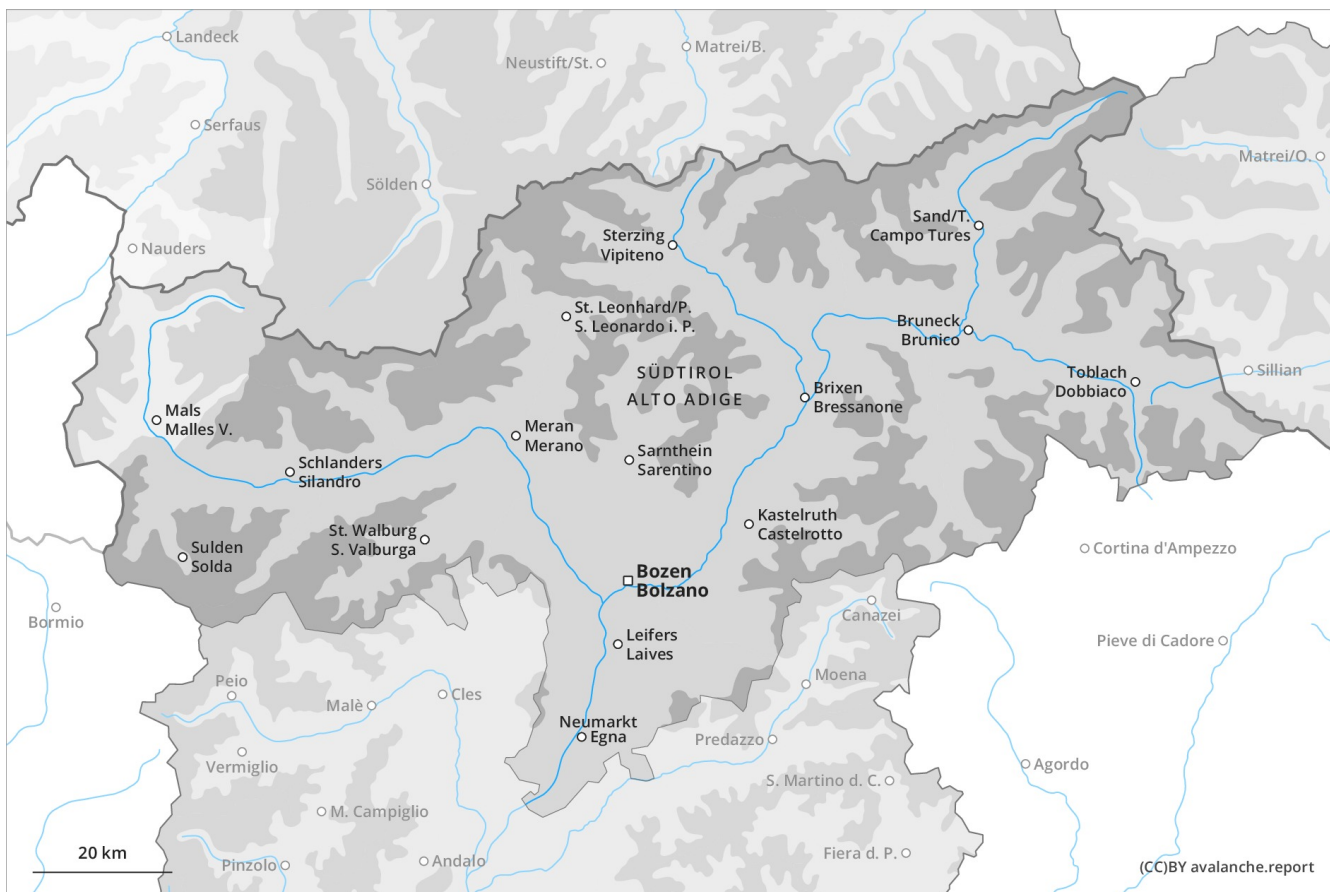 Landeck
Matrei/B.
Neustift/St.
Serfaus
Matrei/O.
Sölden
Sand/T.
Campo Tures
Nauders
Sterzing
Vipiteno
St. Leonhard/P.
S. Leonardo i. P.
Bruneck
Brunico
SÜDTIROL
ALTO ADIGE
Toblach
Dobbiaco
Sillian
Brixen
Bressanone
Mals
Malles V.
Meran
Merano
Sarnthein
Sarentino
Schlanders
Silandro
Kastelruth
Castelrotto
St. Walburg
S. Valburga
Sulden
Solda
Cortina d'Ampezzo
Bozen
Bolzano
Bormio
Canazei
Leifers
Laives
Pieve di Cadore
Peio
Moena
Malè
Cles
Neumarkt
Egna
Predazzo
Vermiglio
Agordo
S. Martino d. C.
M. Campiglio
20 km
Pinzolo
Andalo
Fiera d. P.
(CC)BY avalanche.report